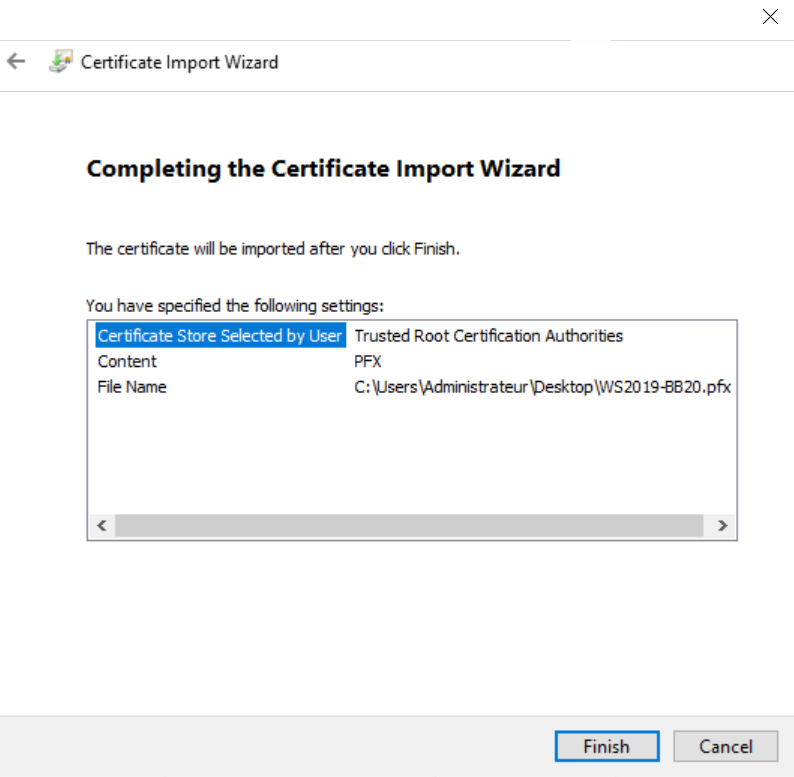 Certificate Import Wizard
Completing the Certificate Import Wizard
The certificate will be imported after you click Finish.
You have specified the following settings:
Certificate Store Selected by User Trusted Root Certification Authorities
Content PFX
File Name C:\Users\Administrateur\Desktop\WS2019-BB20.pfx
Finish Cancel